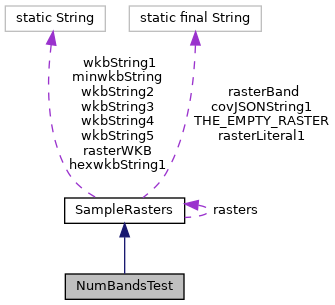 static String
static final String
wkbString1
minwkbString
wkbString2
wkbString3
wkbString4
wkbString5
rasterWKB
hexwkbString1
rasterBand
covJSONString1
THE_EMPTY_RASTER
rasterLiteral1
SampleRasters
rasters
NumBandsTest